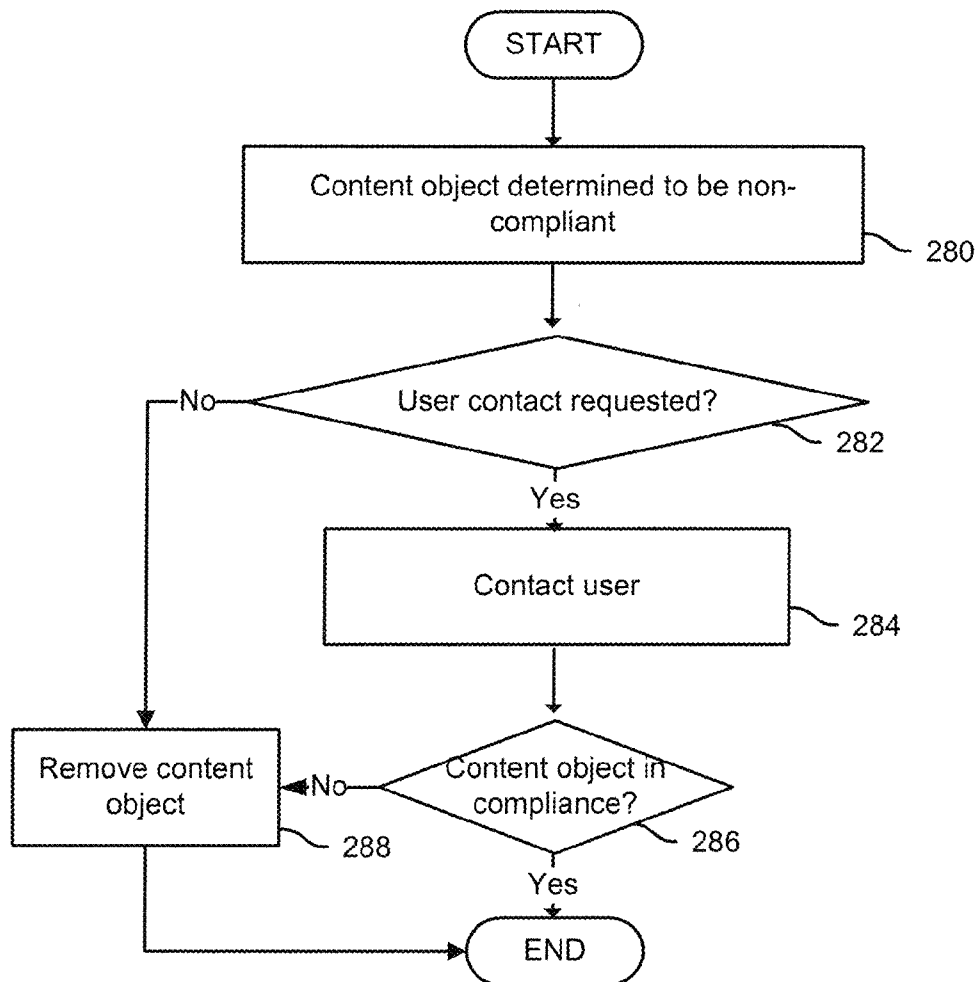 START
Content object determined to be non-
compliant
280
User contact requested?
No
282
Yes
Contact user
284
Remove content
object
No
Content object in
compliance?
288
286
Yes
END